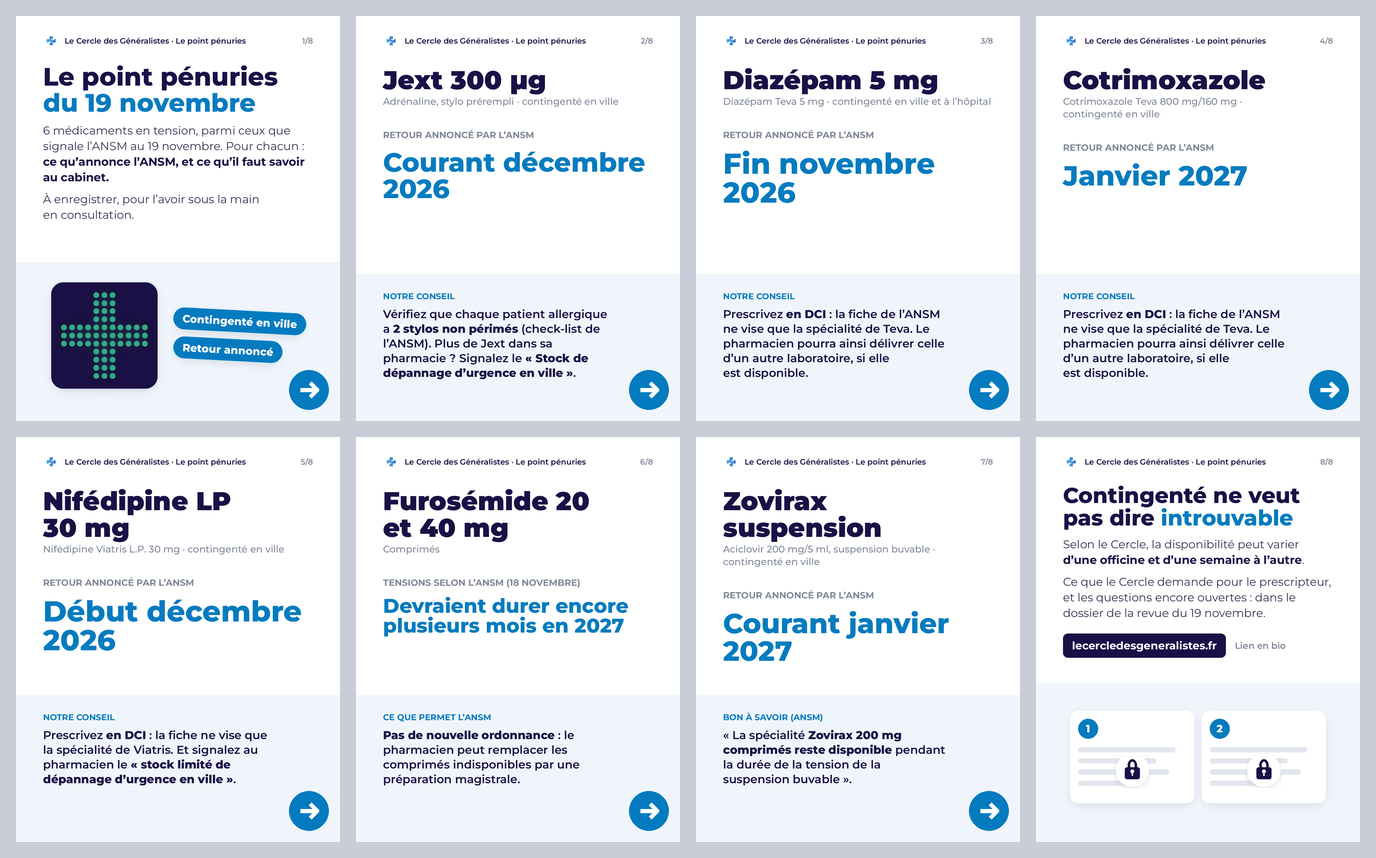 Le Cercle des Généralistes · Le point pénuries
1/8
Le point pénuries
du 19 novembre
6 médicaments en tension, parmi ceux que
signale l’ANSM au 19 novembre. Pour chacun :
ce qu’annonce l’ANSM, et ce qu’il faut savoir
au cabinet.
À enregistrer, pour l’avoir sous la main
en consultation.
Contingenté en ville
Retour annoncé
Le Cercle des Généralistes · Le point pénuries
2/8
Jext 300 µg
Adrénaline, stylo prérempli · contingenté en ville
RETOUR ANNONCÉ PAR L’ANSM
Courant décembre
2026
NOTRE CONSEIL
Vérifiez que chaque patient allergique
a 2 stylos non périmés (check-list de
l’ANSM). Plus de Jext dans sa
pharmacie ? Signalez le « Stock de
dépannage d’urgence en ville ».
Le Cercle des Généralistes · Le point pénuries
3/8
Diazépam 5 mg
Diazépam Teva 5 mg · contingenté en ville et à l’hôpital
RETOUR ANNONCÉ PAR L’ANSM
Fin novembre
2026
NOTRE CONSEIL
Prescrivez en DCI : la fiche de l’ANSM
ne vise que la spécialité de Teva. Le
pharmacien pourra ainsi délivrer celle
d’un autre laboratoire, si elle
est disponible.
Le Cercle des Généralistes · Le point pénuries
4/8
Cotrimoxazole
Cotrimoxazole Teva 800 mg/160 mg ·
contingenté en ville
RETOUR ANNONCÉ PAR L’ANSM
Janvier 2027
NOTRE CONSEIL
Prescrivez en DCI : la fiche de l’ANSM
ne vise que la spécialité de Teva. Le
pharmacien pourra ainsi délivrer celle
d’un autre laboratoire, si elle
est disponible.
Le Cercle des Généralistes · Le point pénuries
5/8
Nifédipine LP
30 mg
Nifédipine Viatris L.P. 30 mg · contingenté en ville
RETOUR ANNONCÉ PAR L’ANSM
Début décembre
2026
NOTRE CONSEIL
Prescrivez en DCI : la fiche ne vise que
la spécialité de Viatris. Et signalez au
pharmacien le « stock limité de
dépannage d’urgence en ville ».
Le Cercle des Généralistes · Le point pénuries
6/8
Furosémide 20
et 40 mg
Comprimés
TENSIONS SELON L’ANSM (18 NOVEMBRE)
Devraient durer encore
plusieurs mois en 2027
CE QUE PERMET L’ANSM
Pas de nouvelle ordonnance : le
pharmacien peut remplacer les
comprimés indisponibles par une
préparation magistrale.
Le Cercle des Généralistes · Le point pénuries
7/8
Zovirax
suspension
Aciclovir 200 mg/5 ml, suspension buvable ·
contingenté en ville
RETOUR ANNONCÉ PAR L’ANSM
Courant janvier
2027
BON À SAVOIR (ANSM)
« La spécialité Zovirax 200 mg
comprimés reste disponible pendant
la durée de la tension de la
suspension buvable ».
Le Cercle des Généralistes · Le point pénuries
8/8
Contingenté ne veut
pas dire introuvable
Selon le Cercle, la disponibilité peut varier
d’une officine et d’une semaine à l’autre.
Ce que le Cercle demande pour le prescripteur,
et les questions encore ouvertes : dans le
dossier de la revue du 19 novembre.
lecercledesgeneralistes.fr
Lien en bio
1
2